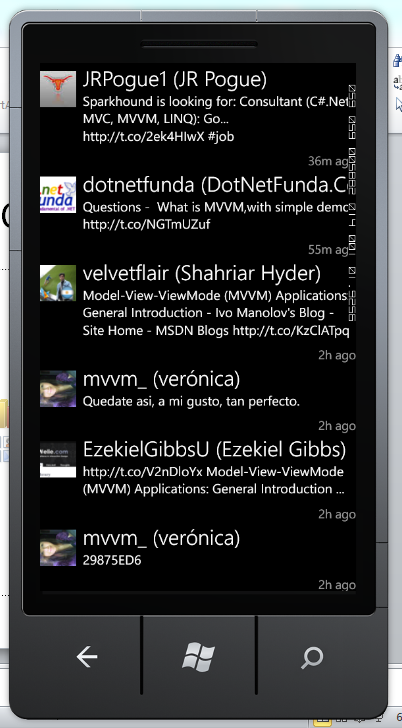 JRPogue1 (JR Pogue)
Sparkhound is looking for: Consultant (C#.Net
MVC, MVVM, LINQ): Go...
http://t.co/2ek4HIwX #job
36m ago
dotnetfunda (DotNetFunda.C
Questions - What is MVVM,with simple demo
http://t.co/NGTmUZuf
55m ago
velvetflair (Shahriar Hyder)
Model-View-ViewMode (MVVM) Applications
General Introduction - Ivo Manolov's Blog -
Site Home - MSDN Blogs http://t.co/KzClATpq
2h ago
mvvm_ (verónica)
Quedate asi, a mi gusto, tan perfecto.
2h ago
EzekielGibbsU (Ezekiel Gibbs)
http://t.co/V2nDloYx Model-View-ViewMode
(MVVM) Applications: General Introduction ...
2h ago
mvvm_ (verónica)
29875ED6
2h ago